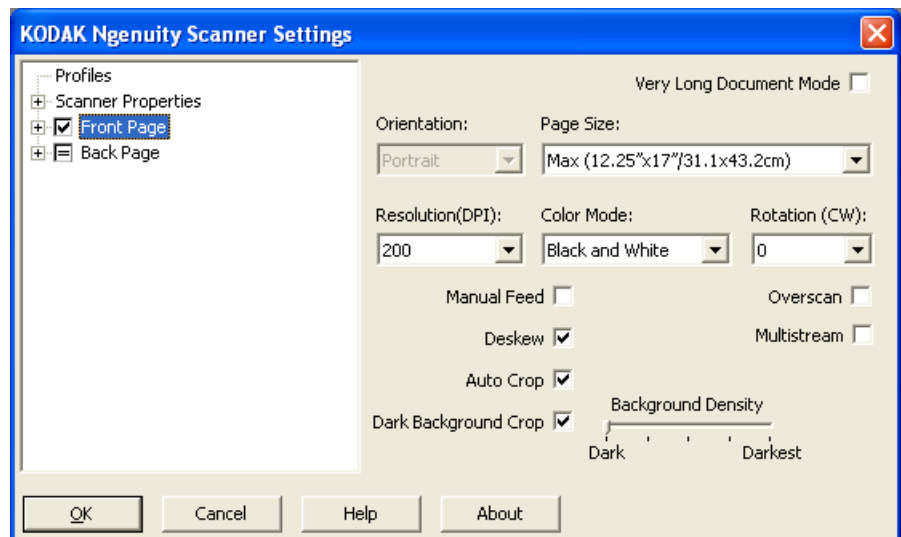 KODAK Ngenuity Scanner Settings
Profiles
Scanner Properties
Front Page
Back Page
Very Long Document Mode
Orientation: Page Size:
Portrait Max (12.25"x17"/31.1x43.2cm)
Resolution(DPI): Color Mode: Rotation (CW):
200 Black and White 0
Manual Feed Overscan
Deskew Multistream
Auto Crop
Background Density
Dark Background Crop
Dark Darkest
OK Cancel Help About